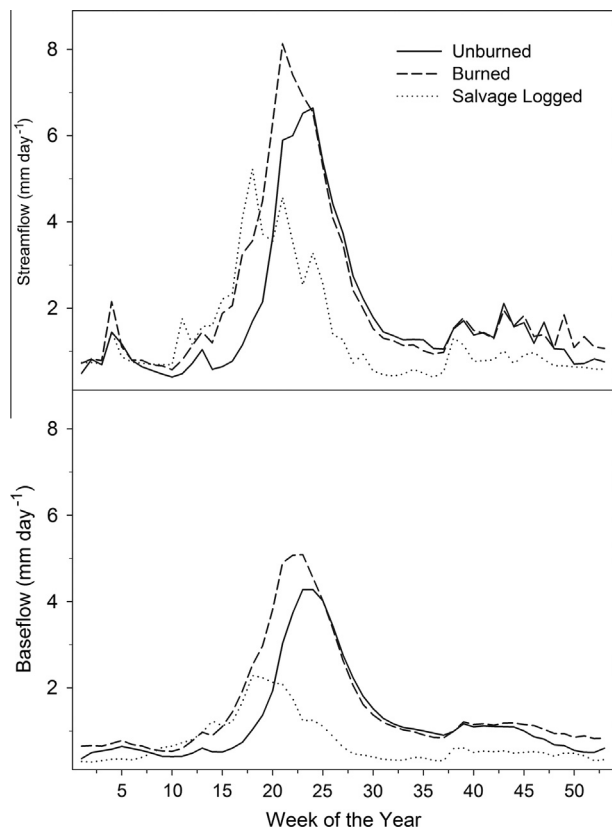 8
6
4
2
Streamflow (mm day-1)
Unburned
Burned
Salvage Logged
8
6
4
2
Baseflow (mm day-1)
5 10 15 20 25 30 35 40 45 50
Week of the Year